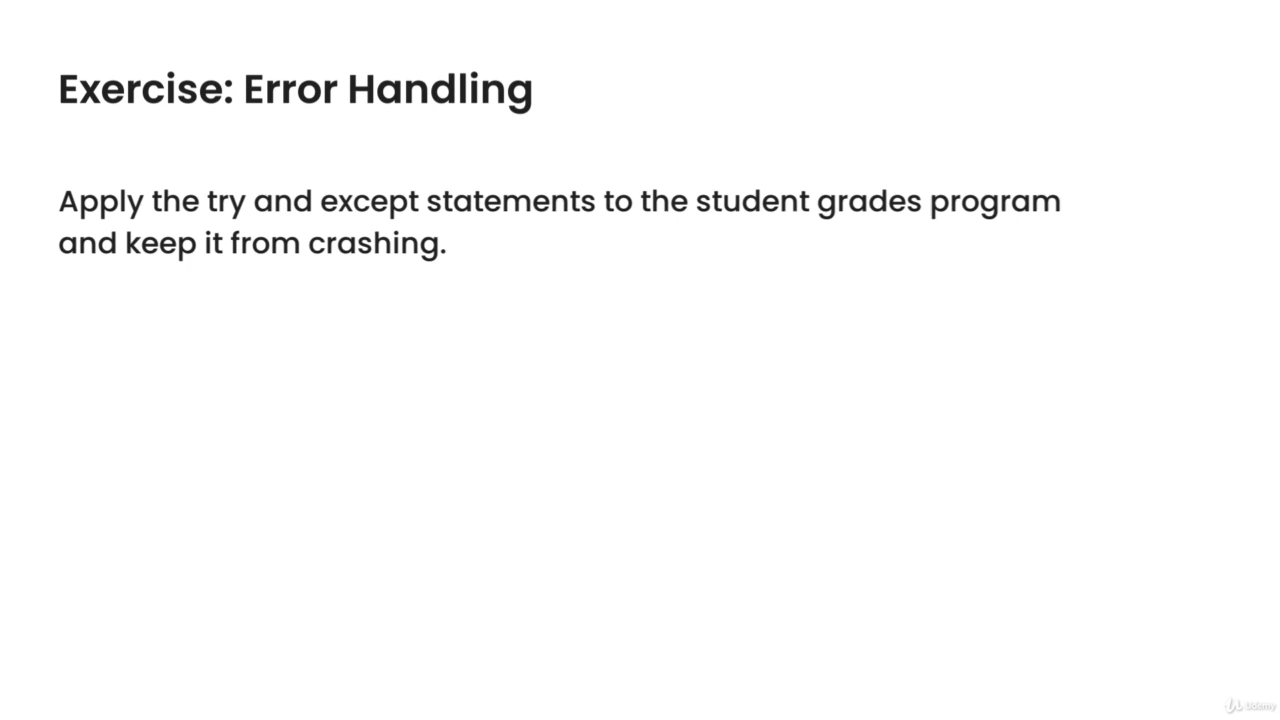 Exercise: Error Handling
Apply the try and except statements to the student grades program
and keep it from crashing.
Udemy